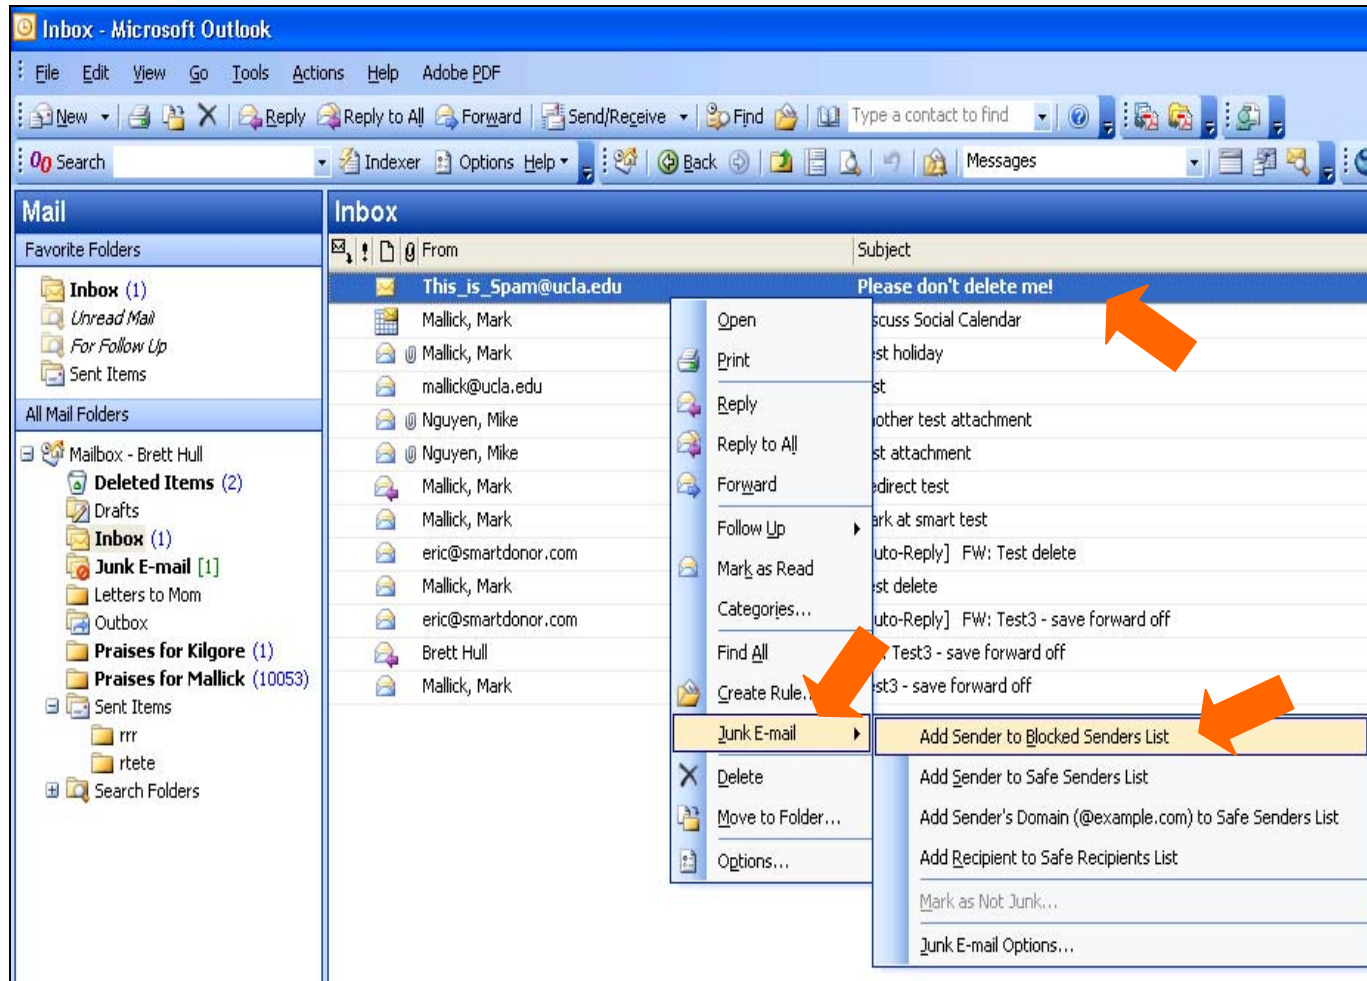 Inbox - Microsoft Outlook
File Edit View Go Tools Actions Help Adobe PDF
New Reply Reply to All Forward Send/Receive Find Type a contact to find
Search Indexer Options Help Back Messages
Mail
Favorite Folders
Inbox (1)
Unread Mail
For Follow Up
Sent Items
All Mail Folders
Mailbox - Brett Hull
Deleted Items (2)
Drafts
Inbox (1)
Junk E-mail [1]
Letters to Mom
Outbox
Praises for Kilgore (1)
Praises for Mallick (10053)
Sent Items
rrr
rtete
Search Folders
Inbox
From Subject
This_is_Spam@ucla.edu Please don't delete me!
Mallick, Mark scuss Social Calendar
Mallick, Mark st holiday
mallick@ucla.edu st
Nguyen, Mike other test attachment
Nguyen, Mike st attachment
Mallick, Mark edirect test
Mallick, Mark ark at smart test
eric@smartdonor.com uto-Reply] FW: Test delete
Mallick, Mark st delete
eric@smartdonor.com uto-Reply] FW: Test3 - save forward off
Brett Hull Test3 - save forward off
Mallick, Mark st3 - save forward off
Open
Print
Reply
Reply to All
Forward
Follow Up
Mark as Read
Categories...
Find All
Create Rule..
Junk E-mail
Delete
Move to Folder...
Options...
Add Sender to Blocked Senders List
Add Sender to Safe Senders List
Add Sender's Domain (@example.com) to Safe Senders List
Add Recipient to Safe Recipients List
Mark as Not Junk...
Junk E-mail Options...